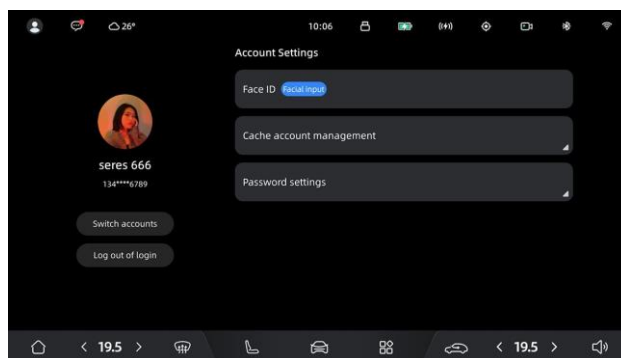 26° 10:06
Account Settings
Face ID Facial input
Cache account management
seres 666
134****6789
Password settings
Switch accounts
Log out of login
19.5 19.5